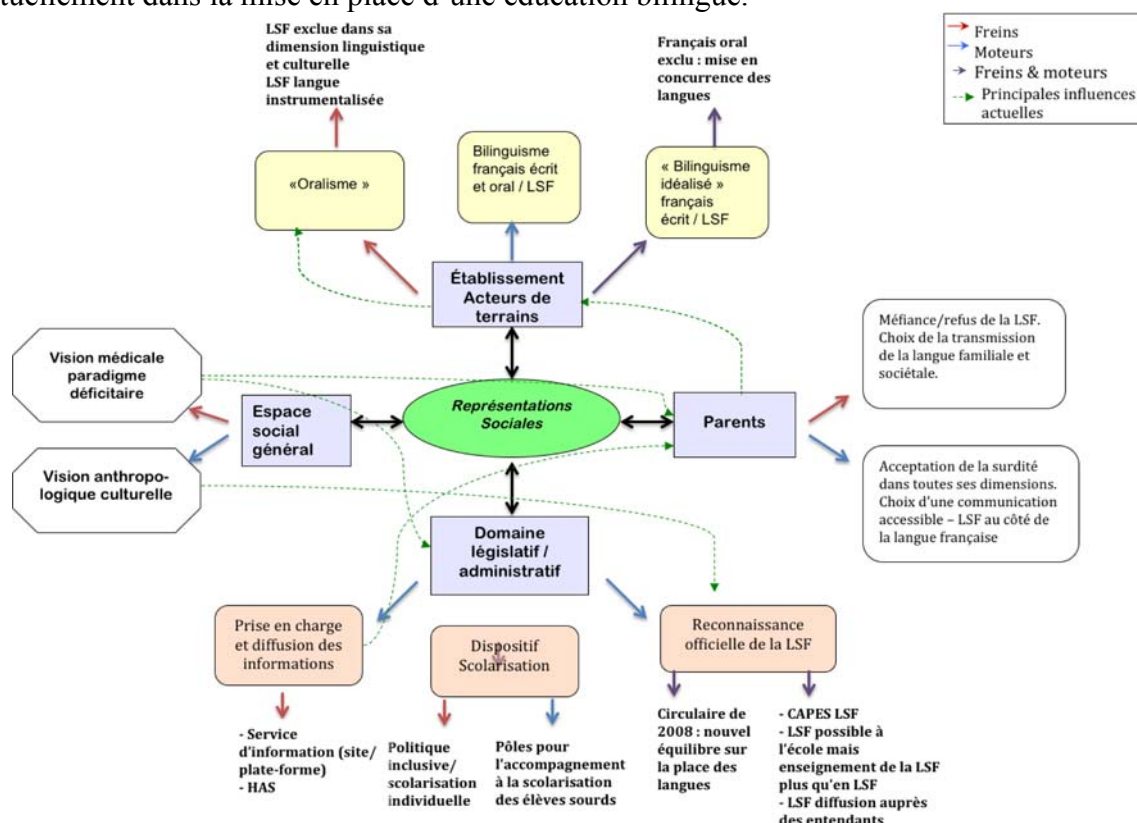 dans la mise en place d'une éducation bilingue.
LSF exclue dans sa
dimension linguistique
et culturelle
LSF langue
instrumentalisée
Français oral
exclu : mise en
concurrence des
langues
Freins
Moteurs
Freins & moteurs
Principales influences
actuelles
«Oralisme »
Bilinguisme
français écrit
et oral / LSF
« Bilinguisme
idéalisé »
français
écrit / LSF
Établissement
Acteurs de
terrains
Vision médicale
paradigme
déficitaire
Vision anthropo-
logique culturelle
Espace
social
général
Représentations
Sociales
Parents
Méfiance/refus de la LSF.
Choix de la transmission
de la langue familiale et
sociétale.
Acceptation de la surdité
dans toutes ses dimensions.
Choix d'une communication
accessible – LSF au côté de
la langue française
Domaine
législatif /
administratif
Prise en charge
et diffusion des
informations
Dispositif
Scolarisation
Reconnaissance
officielle de la LSF
- Service
d'information (site/
plate-forme)
- HAS
Politique
inclusive/
scolarisation
individuelle
Pôles pour
l'accompagnement
à la scolarisation
des élèves sourds
Circulaire de
2008 : nouvel
équilibre sur
la place des
langues
- CAPES LSF
- LSF possible à
l'école mais
enseignement de la LSF
plus qu'en LSF
- LSF diffusion auprès
des entendants